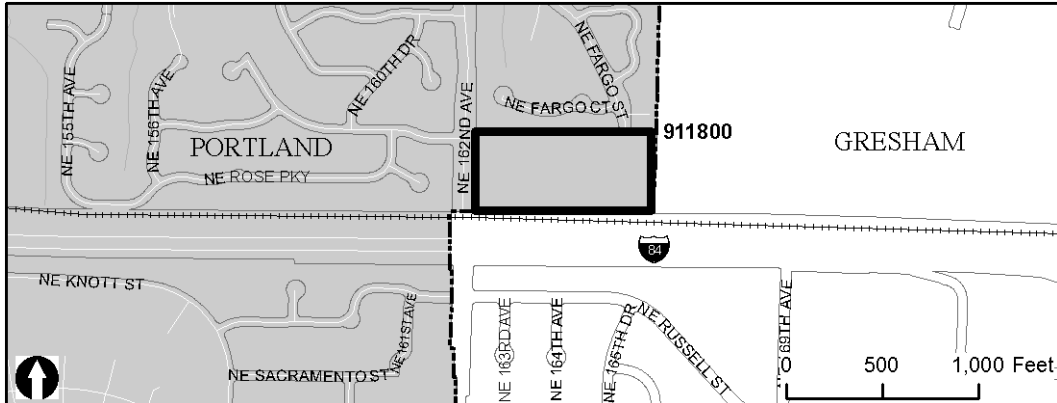 NE 155TH AVE
NE 156TH AVE
NE 160TH DR
NE 162ND AVE
NE FARGO ST
NE FARGO CT
911800
PORTLAND
GRESHAM
NE ROSE PKY
84
NE KNOTT ST
NE 161ST AVE
NE SACRAMENTO ST
NE 163RD AVE
NE 164TH AVE
NE 165TH DR
NE RUSSELL ST
69TH AVE
0 500 1,000 Feet